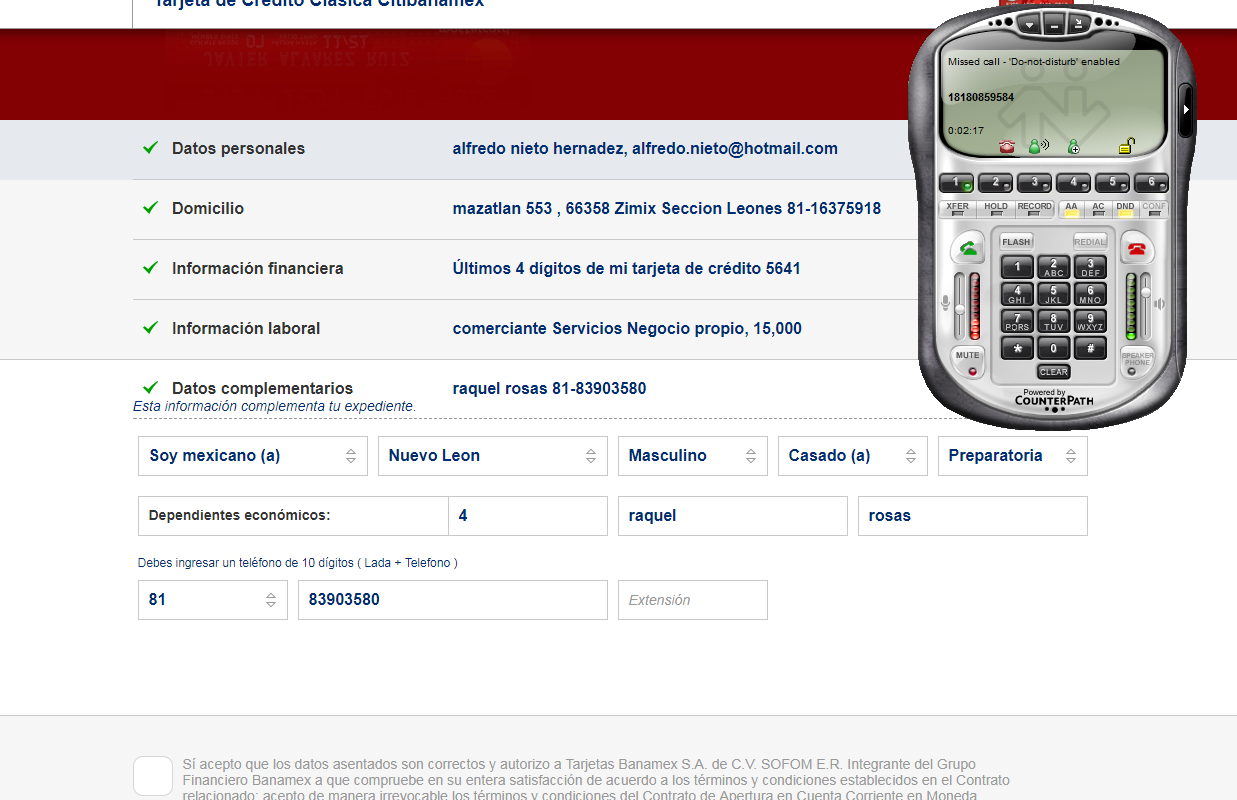 Tarjeta de Crédito Clásica Citibanamex
JAVIER ALVAREZ RUIZ
Missed call - 'Do-not-disturb' enabled
18180859584
0:02:17
Datos personales
alfredo nieto hernadez, alfredo.nieto@hotmail.com
Domicilio
mazatlan 553 , 66358 Zimix Seccion Leones 81-16375918
Información financiera
Últimos 4 dígitos de mi tarjeta de crédito 5641
Información laboral
comerciante Servicios Negocio propio, 15,000
Datos complementarios
raquel rosas 81-83903580
Esta información complementa tu expediente.
1 2 3 4 5 6
XFER HOLD RECORD AA AC DND CONF
FLASH REDIAL
1 2 ABC 3 DEF
4 GHI 5 JKL 6 MNO
7 PQRS 8 TUV 9 WXYZ
* 0 #
MUTE
SPEAKER PHONE
CLEAR
Powered by
COUNTERPATH
Soy mexicano (a) Nuevo Leon Masculino Casado (a) Preparatoria
Dependientes económicos: 4 raquel rosas
Debes ingresar un teléfono de 10 dígitos ( Lada + Telefono )
81 83903580 Extensión
Sí acepto que los datos asentados son correctos y autorizo a Tarjetas Banamex S.A. de C.V. SOFOM E.R. Integrante del Grupo
Financiero Banamex a que compruebe en su entera satisfacción de acuerdo a los términos y condiciones establecidos en el Contrato
relacionado; acepto de manera irrevocable los términos y condiciones del Contrato de Apertura en Cuenta Corriente en Moneda